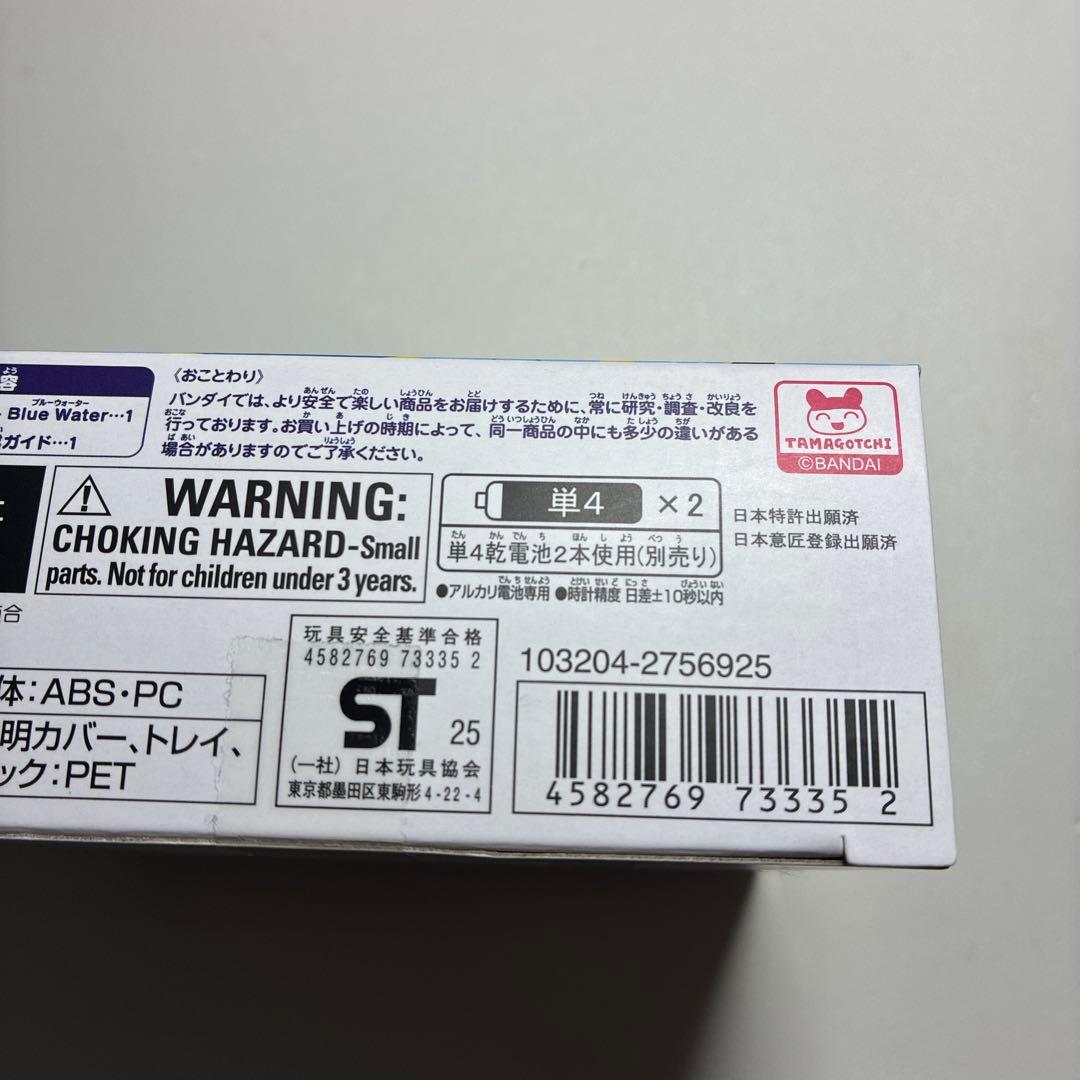 容
よう
ブルーウォーター
Blue Water…1
ガイド…1
《おことわり》
バンダイでは、より安全で楽しい商品をお届けするために、常に研究・調査・改良を
行っております。お買い上げの時期によって、同一商品の中にも多少の違いがある
場合がありますのでご了承ください。
TAMAGOTCHI
©BANDAI
WARNING:
CHOKING HAZARD-Small
parts. Not for children under 3 years.
単4 ×2
単4乾電池2本使用(別売り)
●アルカリ電池専用 ●時計精度 日差±10秒以内
日本特許出願済
日本意匠登録出願済
合
体:ABS・PC
明カバー、トレイ、
ック:PET
玩具安全基準合格
4582769 73335 2
ST 25
(一社) 日本玩具協会
東京都墨田区東駒形4-22-4
103204-2756925
4582769 73335 2